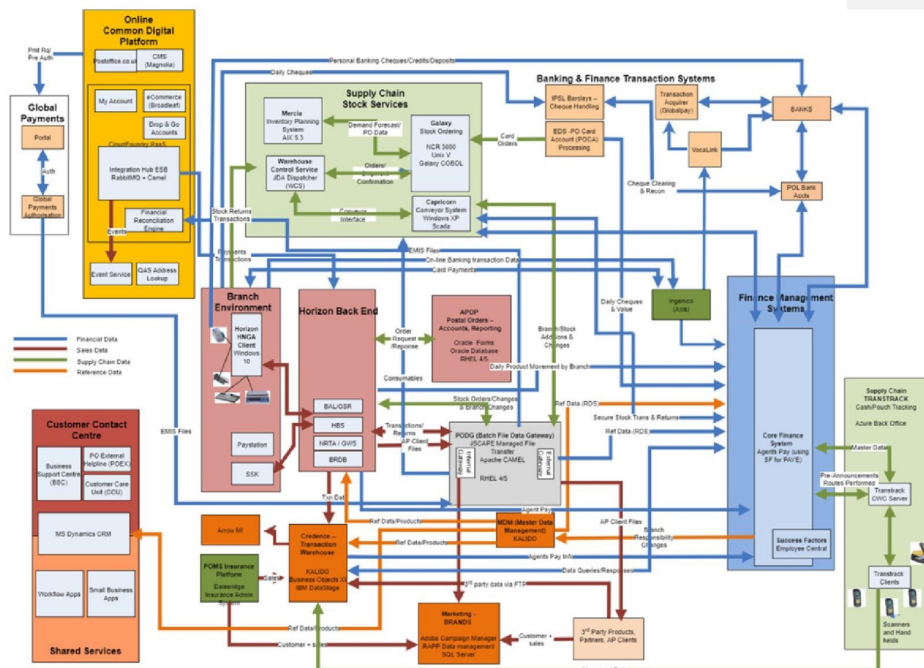 Online
Common Digital
Platform
Postoffice.co.uk
CMS
(Magnolia)
My Account
eCommerce
(Broadleaf)
Drop & Go
Accounts
CloudFoundry PaaS
Integration Hub ESB
RabbitMQ + Camel
Financial
Reconciliation
Engine
Events
Event Service
QAS Address
Lookup
Pmt Rq/
Pre Auth
Global
Payments
Portal
Auth
Global
Payments
Authorisation
Personal Banking Cheques/Credits/Deposits
Daily Cheques
Supply Chain
Stock Services
Mercia
Inventory Planning
System
AIX 5.3
Demand Forecast/
PO Data
Galaxy
Stock Ordering
NCR 3000
Unix V
Galaxy COBOL
Warehouse
Control Service
JDA Dispatcher
(WCS)
Orders/
Shipment
Confirmation
Capricorn
Conveyor System
Windows XP
Scada
Conveyor
Interface
Card
Orders
Banking & Finance Transaction Systems
IPSL Barclays –
Cheque Handling
EDS -PO Card
Account (POCA)
Processing
Transaction
Acquirer
(Globalpay)
BANKS
VocaLink
Cheque Clearing
& Recon
POL Bank
Accts
Stock Returns
Transactions
Payments
Transactions
EMIS Files
On-line Banking transaction Data
Card Payments
Ingenico
(Axis)
Branch
Environment
Horizon
HNGA
Client
Windows
10
Paystation
SSK
Horizon Back End
BAL/OSR
HBS
NRTA / GWS
BRDB
APOP
Postal Orders –
Accounts, Reporting
Oracle Forms
Oracle Database
RHEL 4/5
Order
Request
/Reponse
Consumables
Branch/Stock
Additions &
Changes
Daily Cheques
& Value
Daily Product Movement by Branch
Stock Orders/Changes
& Branch Changes
Ref Data (RDS)
Secure Stock Trans & Returns
Ref Data (RDS)
Transactions/
Returns
AP Client
Files
PODG (Batch File Data Gateway)
JSCAPE Managed File
Transfer
Apache CAMEL
RHEL 4/5
Internal
Gateway
External
Gateway
Finance Management
Systems
Core Finance
System
Agents Pay (using
SF for PAYE)
Success Factors
Employee Central
Supply Chain
TRANSTRACK
Cash/Pouch Tracking
Azure Back Office
Master Data
Pre-Announcements
Routes Performed
Transtrack
CWC Server
Transtrack
Clients
Scanners
and Hand
fields
Financial Data
Sales Data
Supply Chain Data
Reference Data
EMIS Files
Customer Contact
Centre
Business
Support Centre
(BSC)
PO External
Helpline (POEX)
Customer Care
Unit (CCU)
MS Dynamics CRM
Workflow Apps
Small Business
Apps
Shared Services
Txn Data
Agent Pay
Ref Data/Products
MDM (Master Data
Management)
KALIDO
AP Client Files
Branch
Responsibility
Changes
Ref Data/Products
Credence –
Transaction
Warehouse
KALIDO
Business Objects XI
IBM DataStage
POMS Insurance
Platform
Sales
Agents Pay Info
Data Queries/Responses
3rd party data via FTP
Ref Data/Products
Customer + sales
Marketing –
BRANDS
Adobe Campaign Manager
/RAPP Data management/
SQL Server
Customer +
sales
3rd Party Products,
Partners, AP Clients